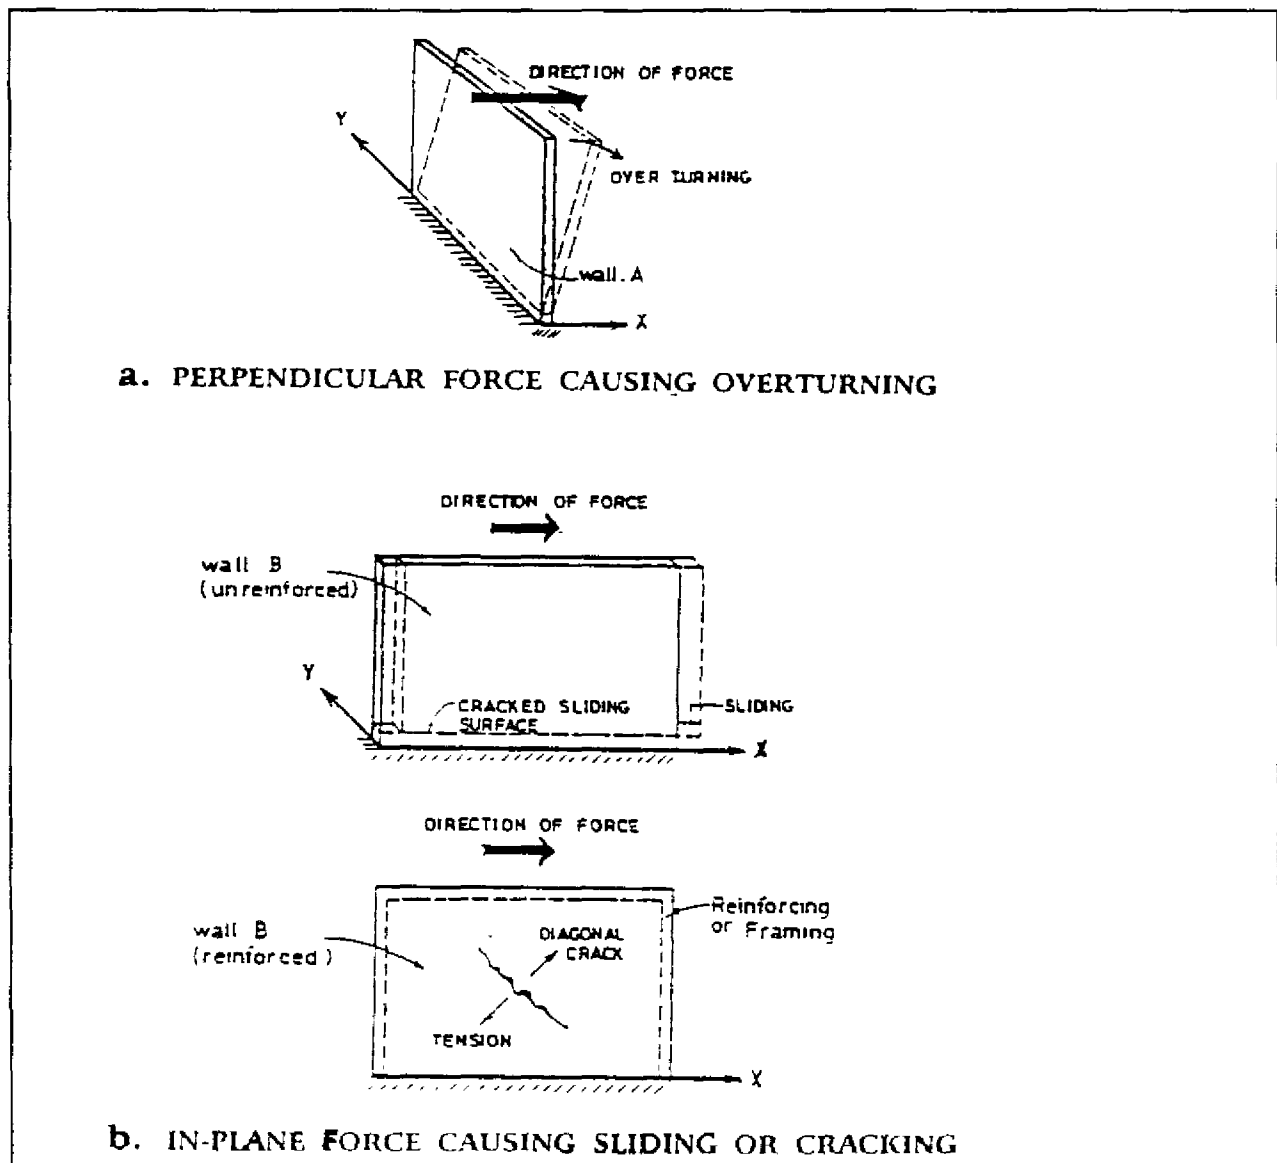 DIRECTION OF FORCE
Y
OVER TURNING
wall.A
X
a. PERPENDICULAR FORCE CAUSING OVERTURNING
DIRECTION OF FORCE
wall B
(unreinforced)
Y
CRACKED SLIDING
SURFACE
SLIDING
X
DIRECTION OF FORCE
Reinforcing
or Framing
wall B
(reinforced)
DIAGONAL
CRACK
TENSION
X
b. IN-PLANE FORCE CAUSING SLIDING OR CRACKING